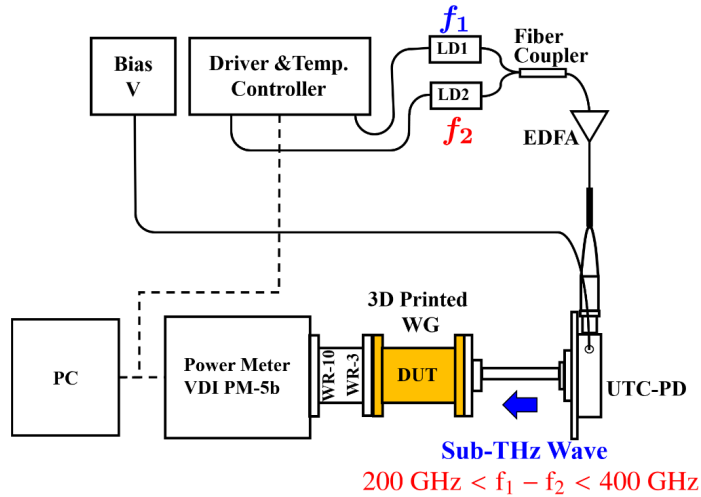 f₁
Bias
V
Driver &Temp.
Controller
LD1
LD2
f₂
Fiber
Coupler
EDFA
3D Printed
WG
PC
Power Meter
VDI PM-5b
WR-10
WR-3
DUT
UTC-PD
Sub-THz Wave
200 GHz < f₁ − f₂ < 400 GHz